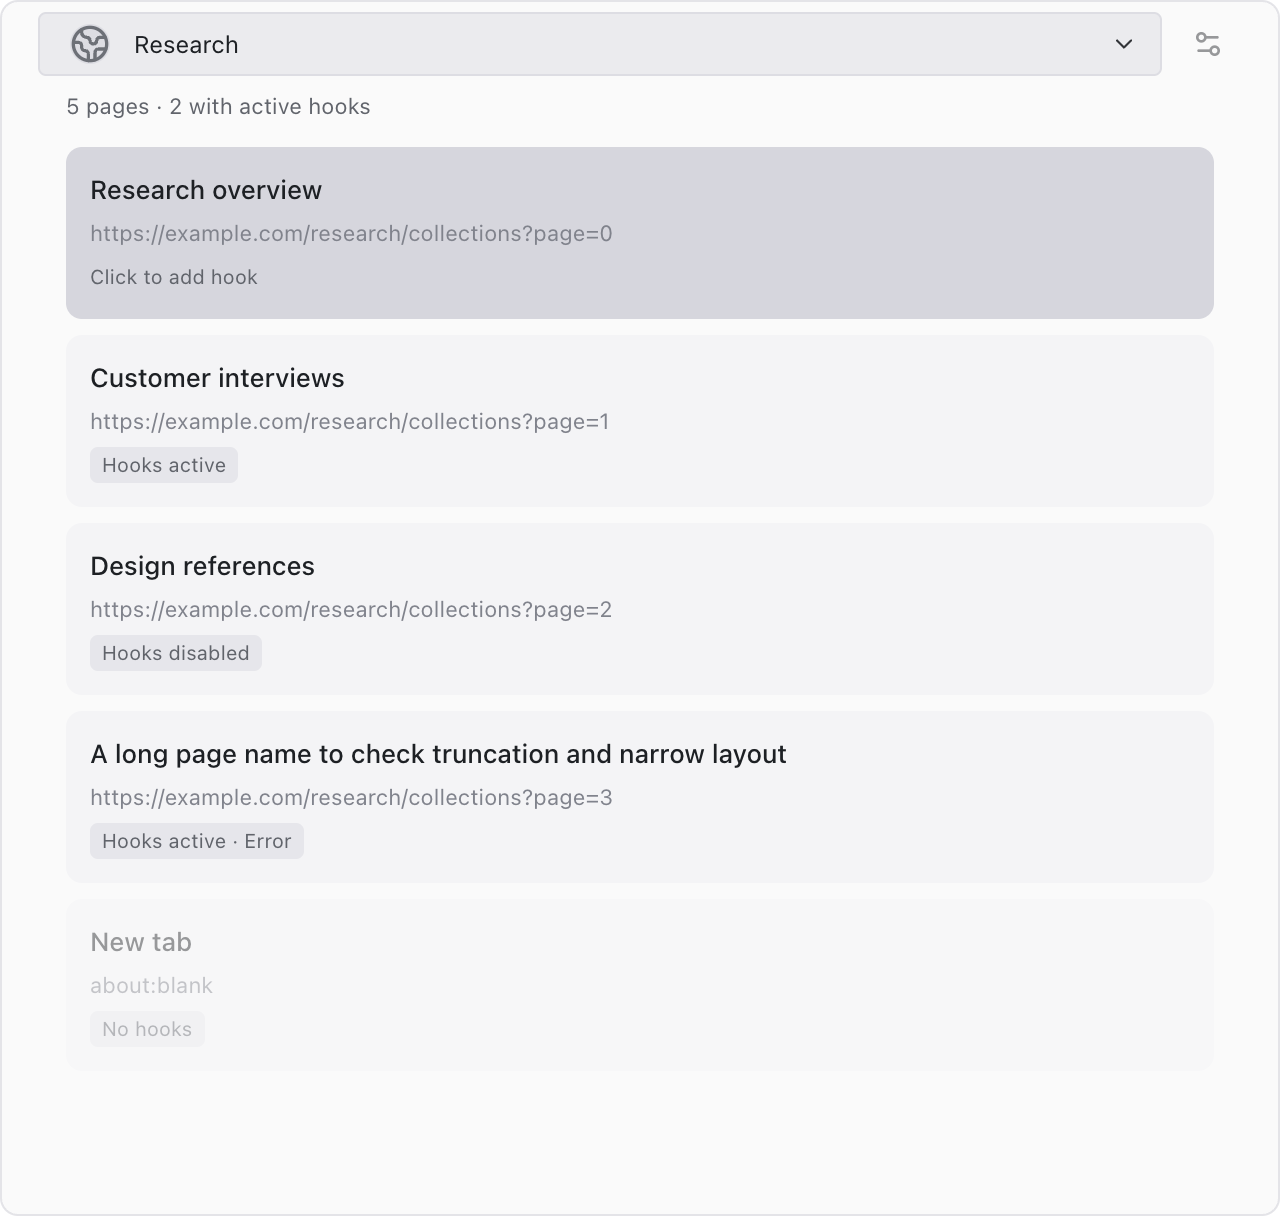 Research
5 pages · 2 with active hooks
Research overview
https://example.com/research/collections?page=0
Click to add hook
Customer interviews
https://example.com/research/collections?page=1
Hooks active
Design references
https://example.com/research/collections?page=2
Hooks disabled
A long page name to check truncation and narrow layout
https://example.com/research/collections?page=3
Hooks active · Error
New tab
about:blank
No hooks